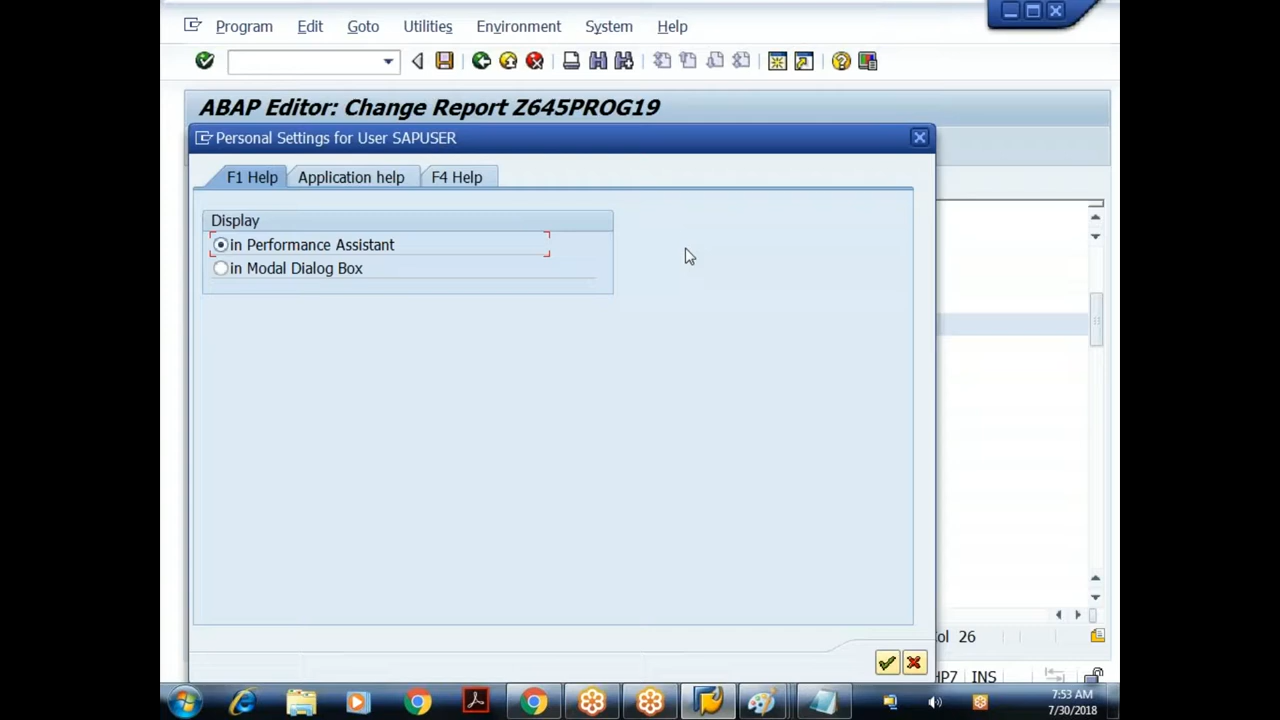 Program Edit Goto Utilities Environment System Help
ABAP Editor: Change Report Z645PROG19
Personal Settings for User SAPUSER
F1 Help Application help F4 Help
Display
in Performance Assistant
in Modal Dialog Box
Col 26
HP7 INS
7:53 AM
7/30/2018